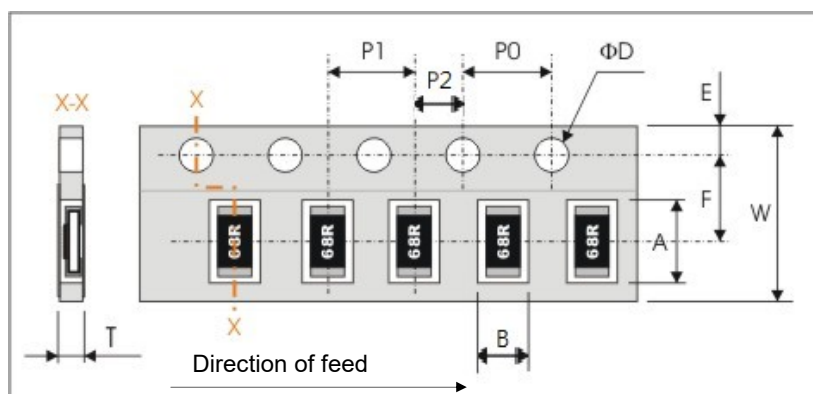 P1
P0
ΦD
P2
E
X-X
X
F
W
A
68R
68R
68R
68R
68R
X
B
T
Direction of feed